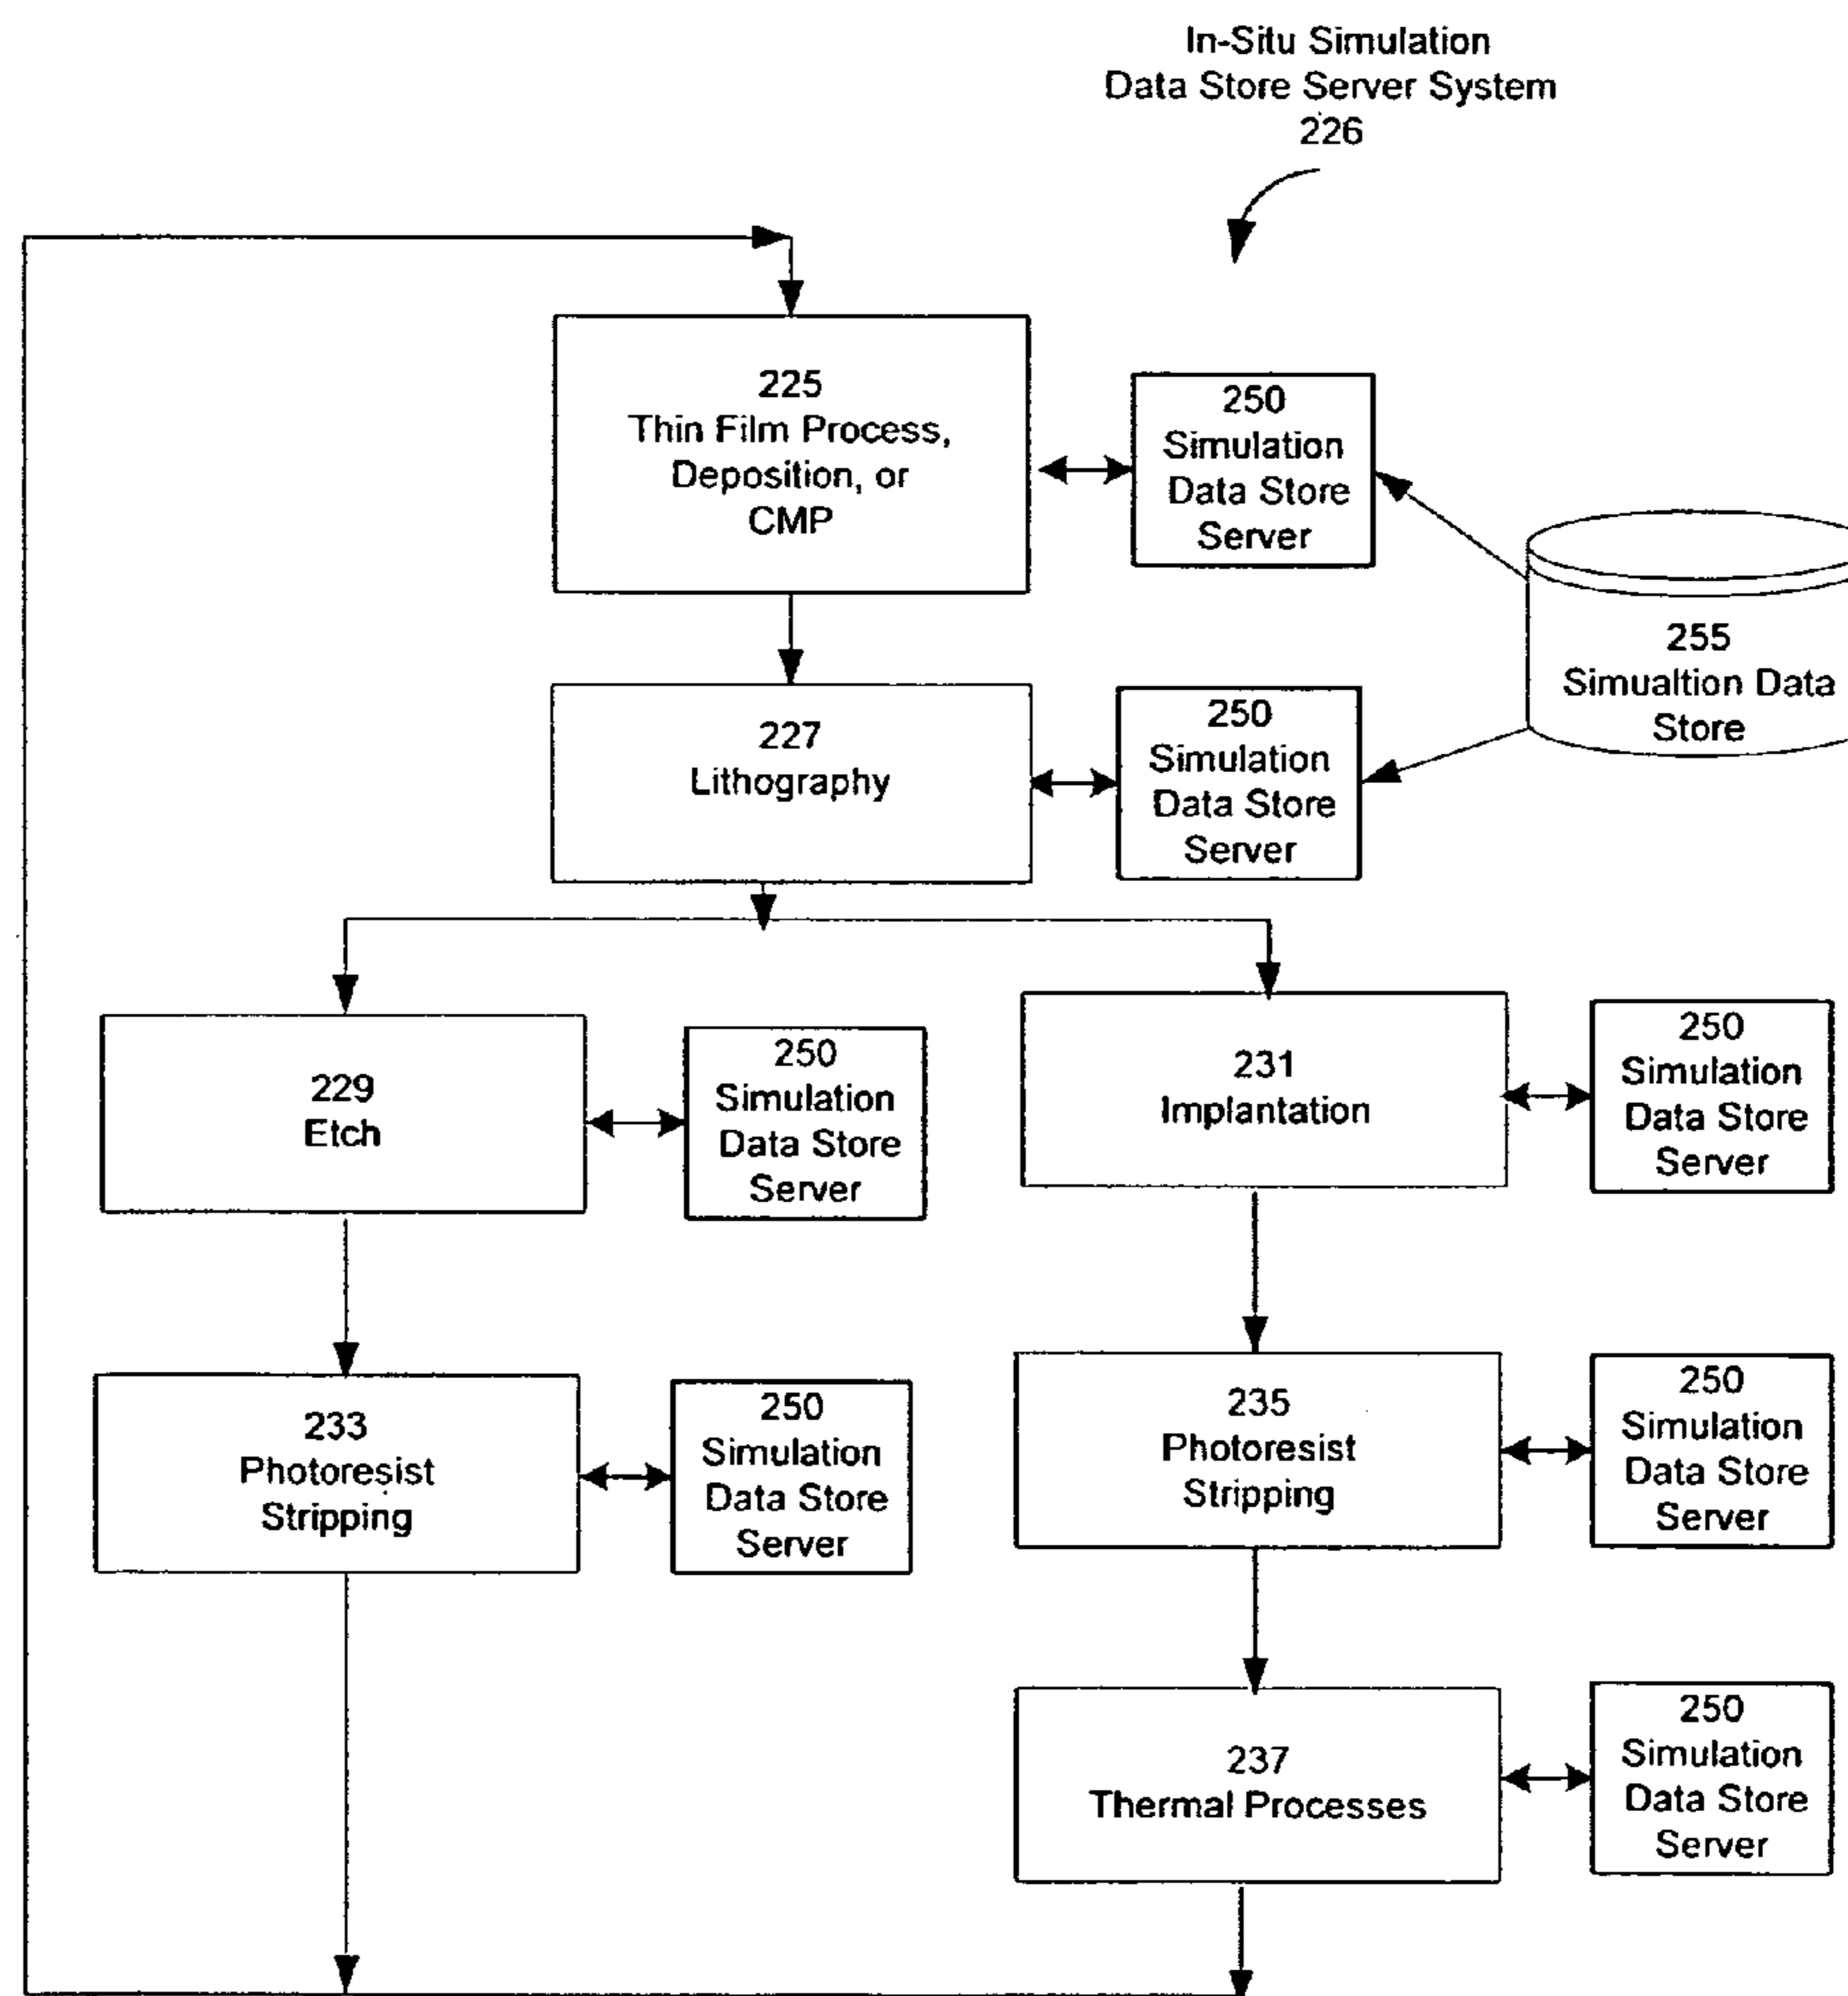 In-Situ Simulation
Data Store Server System
226
225
Thin Film Process,
Deposition, or
CMP
250
Simulation
Data Store
Server
255
Simualtion Data
Store
227
Lithography
250
Simulation
Data Store
Server
229
Etch
250
Simulation
Data Store
Server
231
Implantation
250
Simulation
Data Store
Server
233
Photoresist
Stripping
250
Simulation
Data Store
Server
235
Photoresist
Stripping
250
Simulation
Data Store
Server
237
Thermal Processes
250
Simulation
Data Store
Server